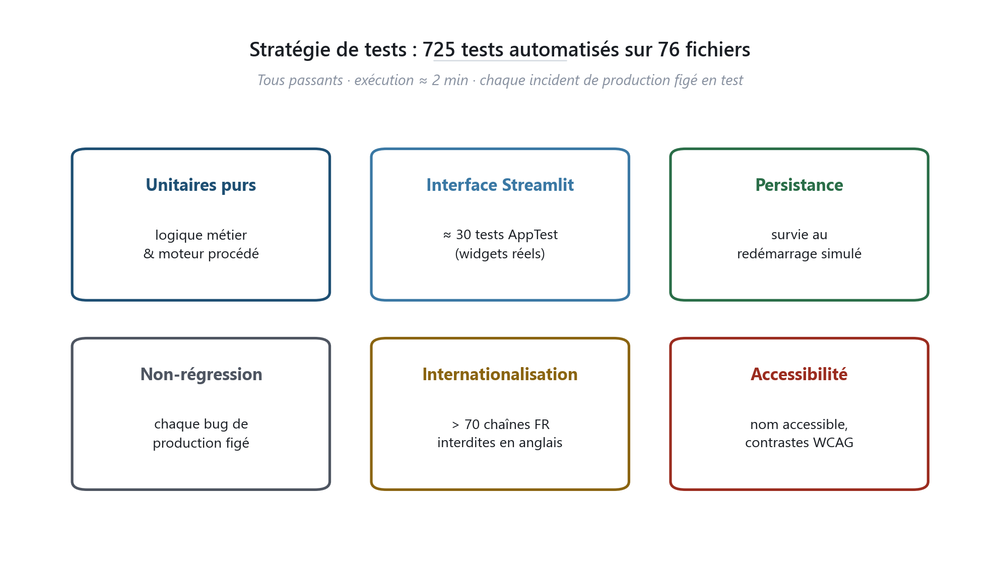 Stratégie de tests : 725 tests automatisés sur 76 fichiers
Tous passants · exécution ≈ 2 min · chaque incident de production figé en test
Unitaires purs
logique métier
& moteur procédé
Interface Streamlit
≈ 30 tests AppTest
(widgets réels)
Persistance
survie au
redémarrage simulé
Non-régression
chaque bug de
production figé
Internationalisation
> 70 chaînes FR
interdites en anglais
Accessibilité
nom accessible,
contrastes WCAG